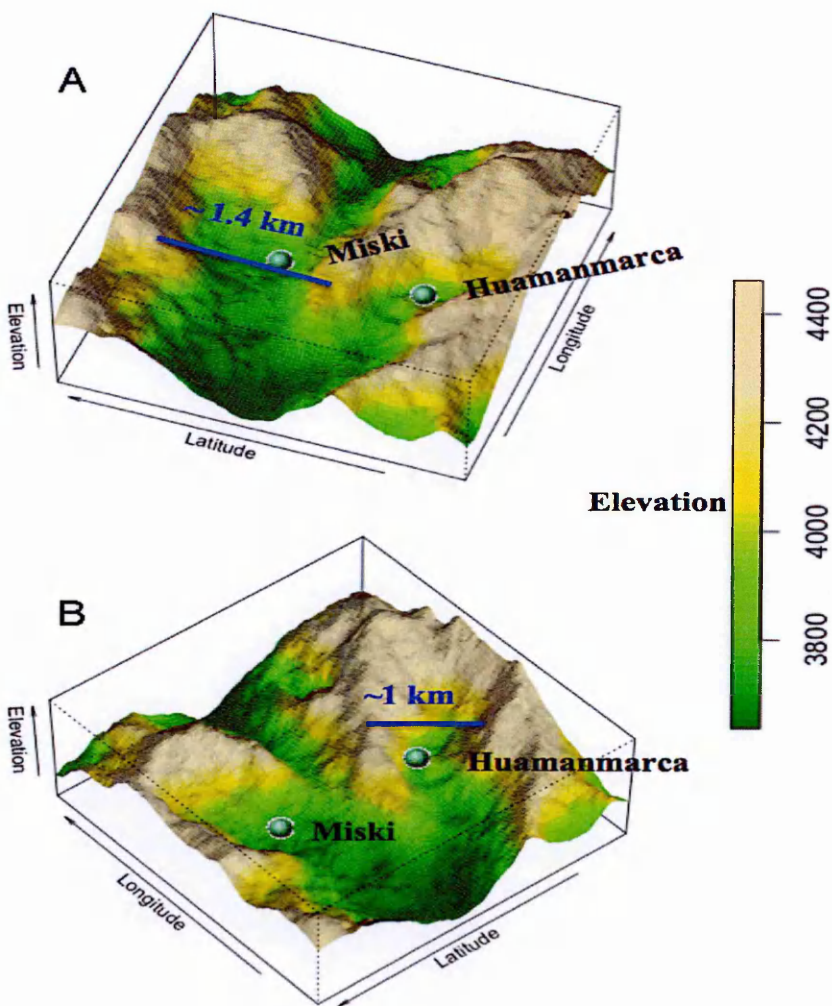 A
~ 1.4 km
Miski
Huamanmarca
Elevation
Longitude
Latitude
Elevation
4400
4200
4000
3800
B
~1 km
Elevation
Huamanmarca
Miski
Longitude
Latitude